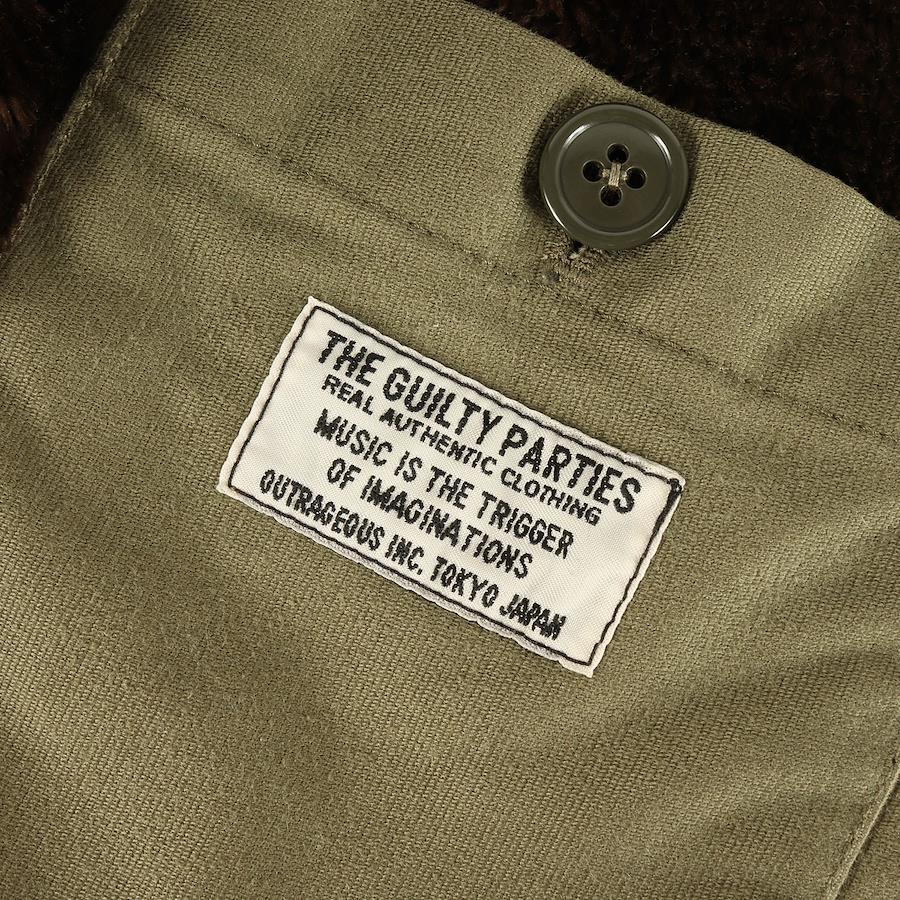 THE GUILTY PARTIES
REAL AUTHENTIC CLOTHING
MUSIC IS THE TRIGGER
OF IMAGINATIONS
OUTRAGEOUS INC. TOKYO JAPAN